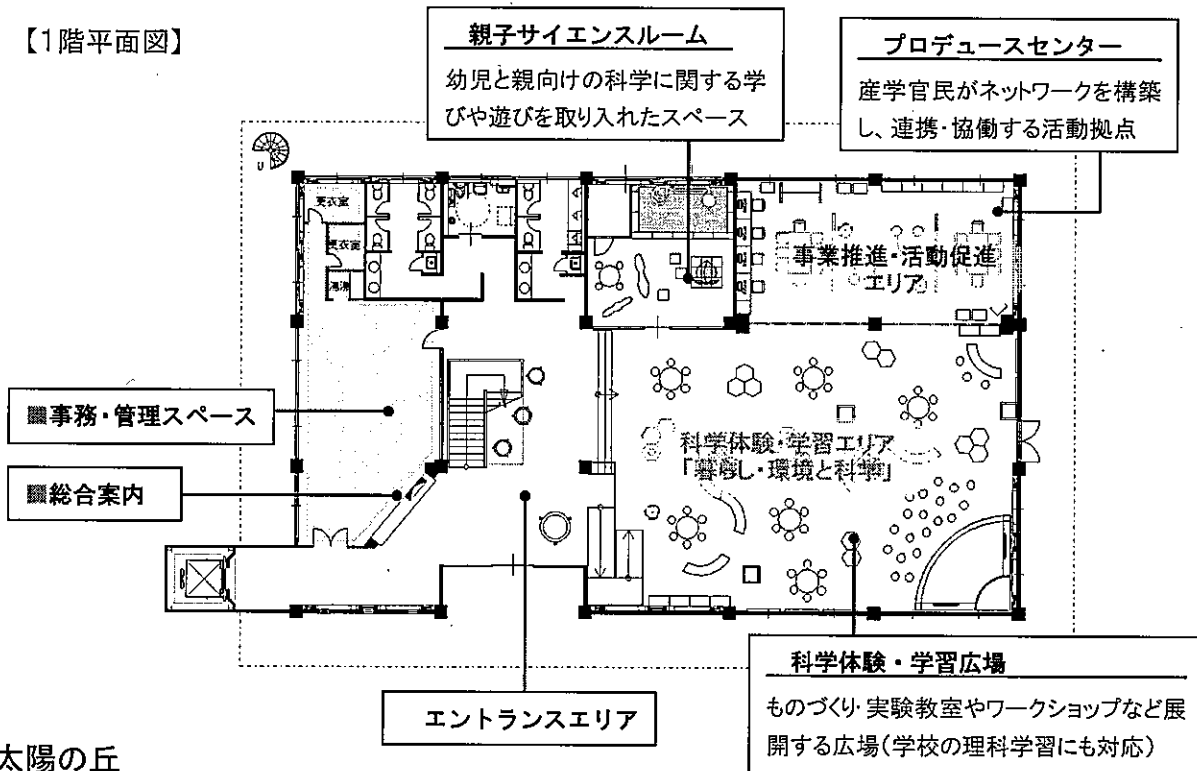 【1階平面図】
親子サイエンスルーム
幼児と親向けの科学に関する学
びや遊びを取り入れたスペース
プロデュースセンター
産学官民がネットワークを構築
し、連携・協働する活動拠点
U
更衣室
更衣室
湯沸
事業推進・活動促進
エリア
■事務・管理スペース
科学体験・学習エリア
「暮らし・環境と科学」
■総合案内
エントランスエリア
科学体験・学習広場
ものづくり・実験教室やワークショップなど展
開する広場(学校の理科学習にも対応)
太陽の丘